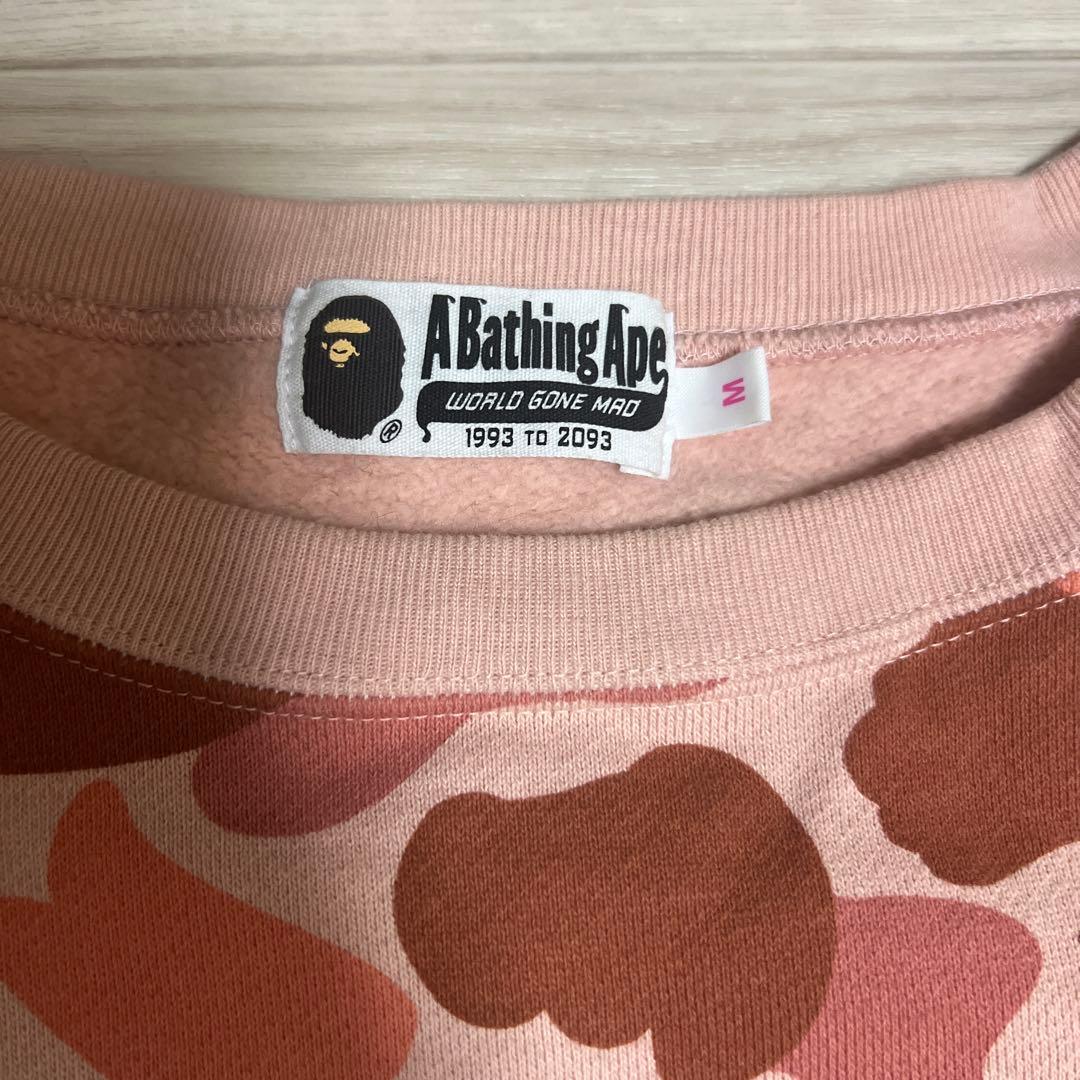 A Bathing Ape
WORLD GONE MAD
1993 TO 2093
®
M